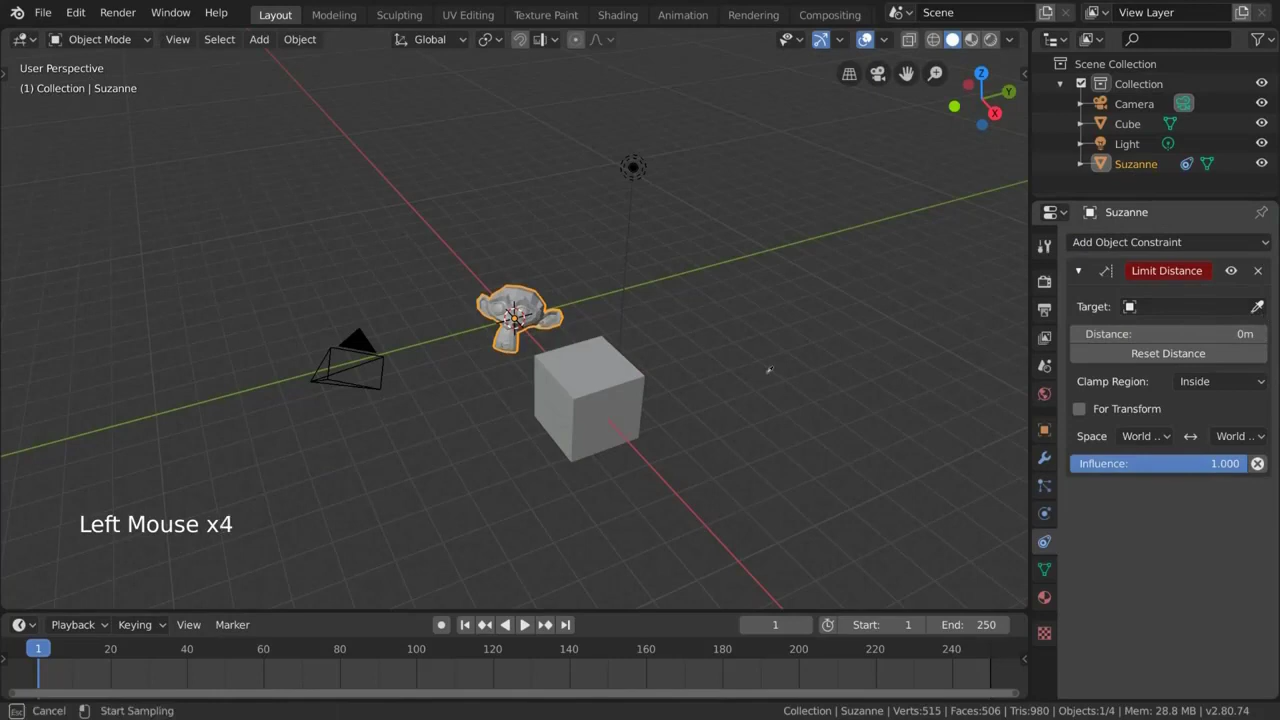 File Edit Render Window Help Layout Modeling Sculpting UV Editing Texture Paint Shading Animation Rendering Compositing Scene View Layer
Object Mode View Select Add Object Global
User Perspective
(1) Collection | Suzanne
Z
Y
X
Scene Collection
Collection
Camera
Cube
Light
Suzanne
Suzanne
Add Object Constraint
Limit Distance
Target:
Distance: 0m
Reset Distance
Clamp Region: Inside
For Transform
Space World .. World ..
Influence: 1.000
Left Mouse x4
Playback Keying View Marker 1 Start: 1 End: 250
1 20 40 60 80 100 120 140 160 180 200 220 240
Esc Cancel Start Sampling Collection | Suzanne | Verts:515 | Faces:506 | Tris:980 | Objects:1/4 | Mem: 28.8 MB | v2.80.74